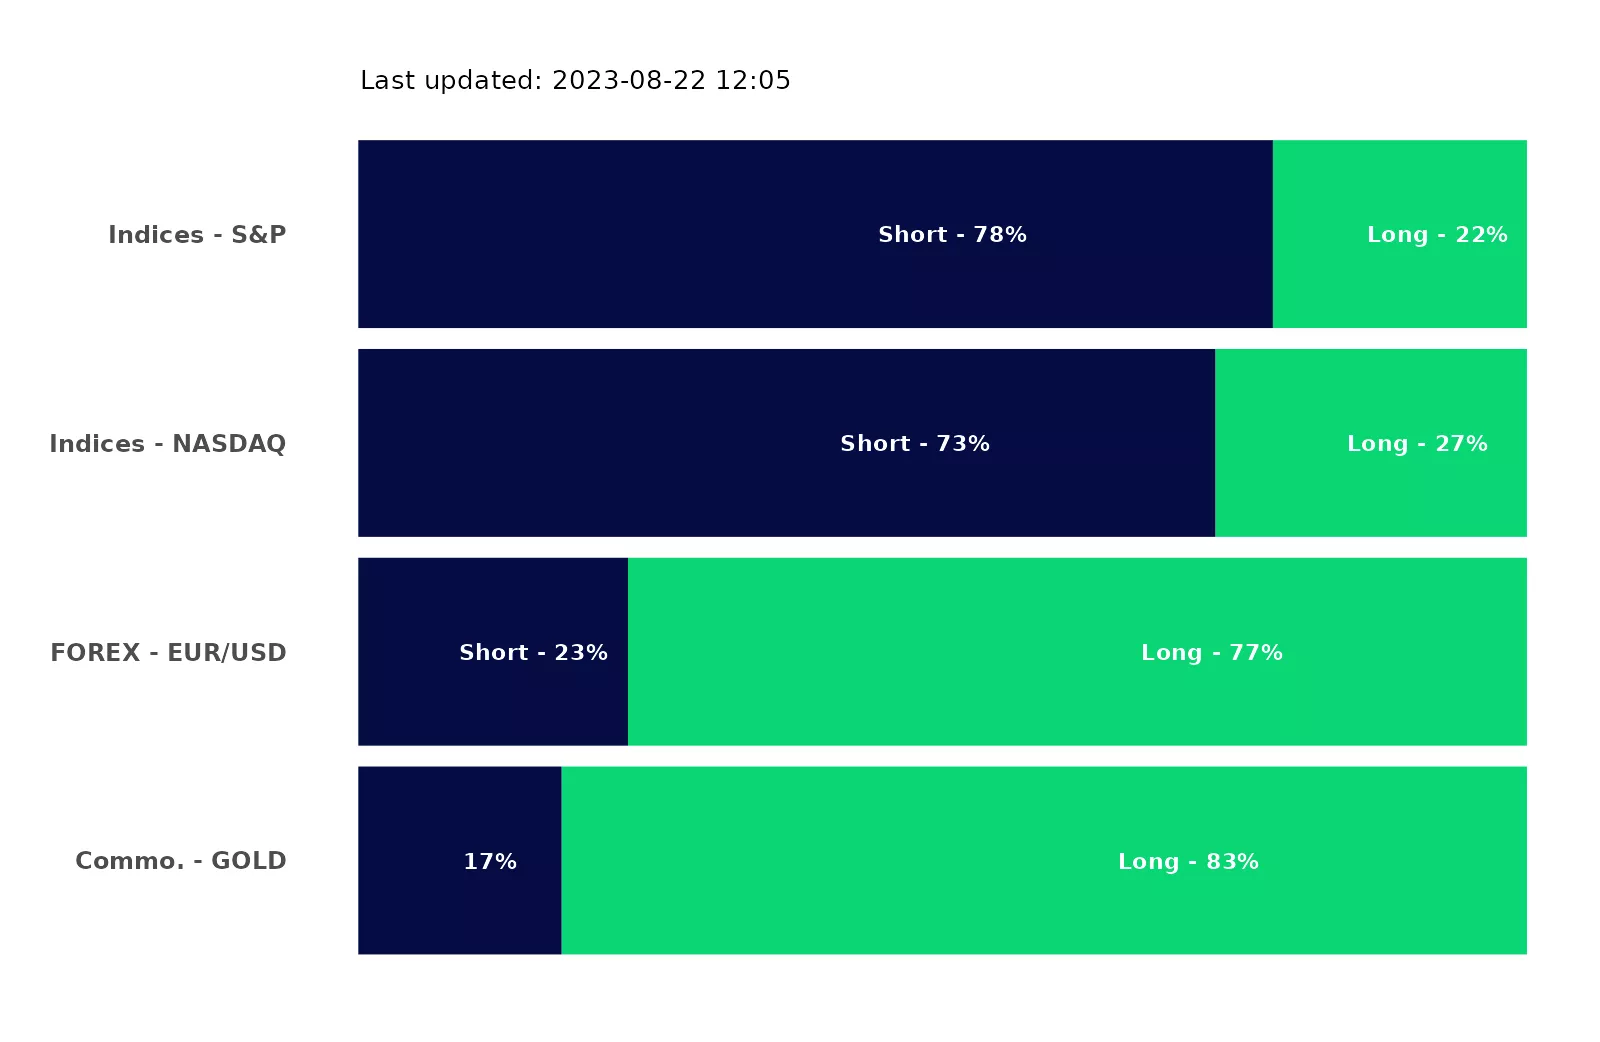 Last updated: 2023-08-22 12:05
Indices - S&P
Short - 78%
Long - 22%
Indices - NASDAQ
Short - 73%
Long - 27%
FOREX - EUR/USD
Short - 23%
Long - 77%
Commo. - GOLD
17%
Long - 83%